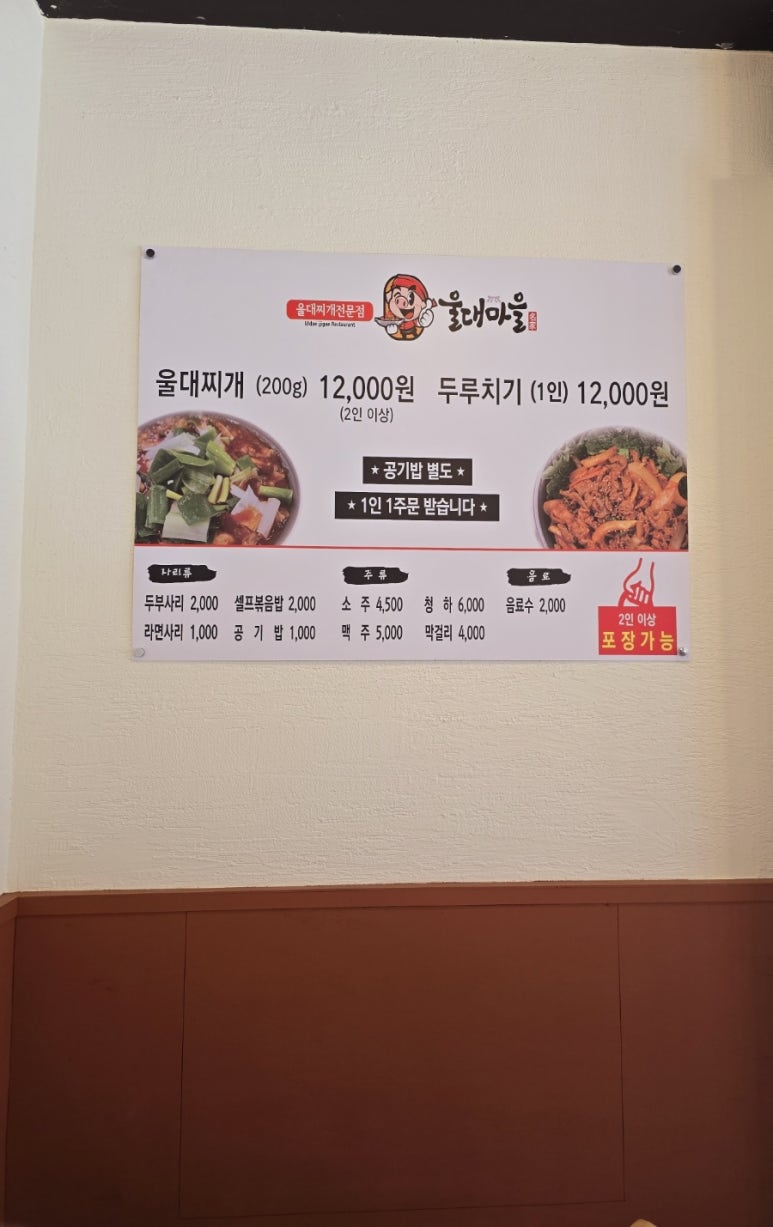 울대찌개전문점
울대마을
울대찌개 (200g) 12,000원
(2인 이상)
두루치기 (1인) 12,000원
★ 공기밥 별도 ★
★ 1인 1주문 받습니다 ★
사리류
두부사리 2,000 셀프볶음밥 2,000
라면사리 1,000 공 기 밥 1,000
주 류
소 주 4,500 청 하 6,000
맥 주 5,000 막걸리 4,000
음 료
음료수 2,000
2인 이상
포장가능